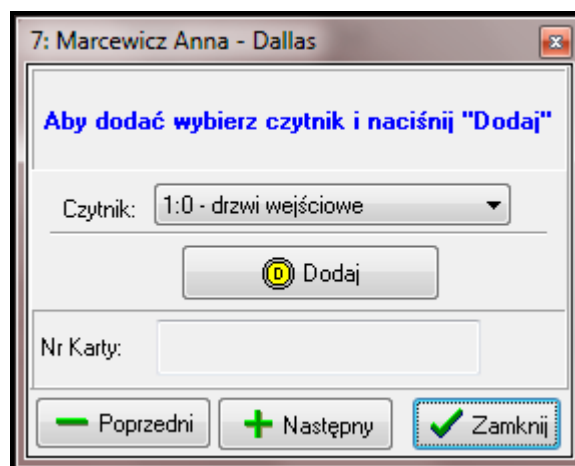 7: Marcewicz Anna - Dallas
Aby dodać wybierz czytnik i naciśnij "Dodaj"
Czytnik: 1:0 - drzwi wejściowe
D Dodaj
Nr Karty:
Poprzedni Następny Zamknij